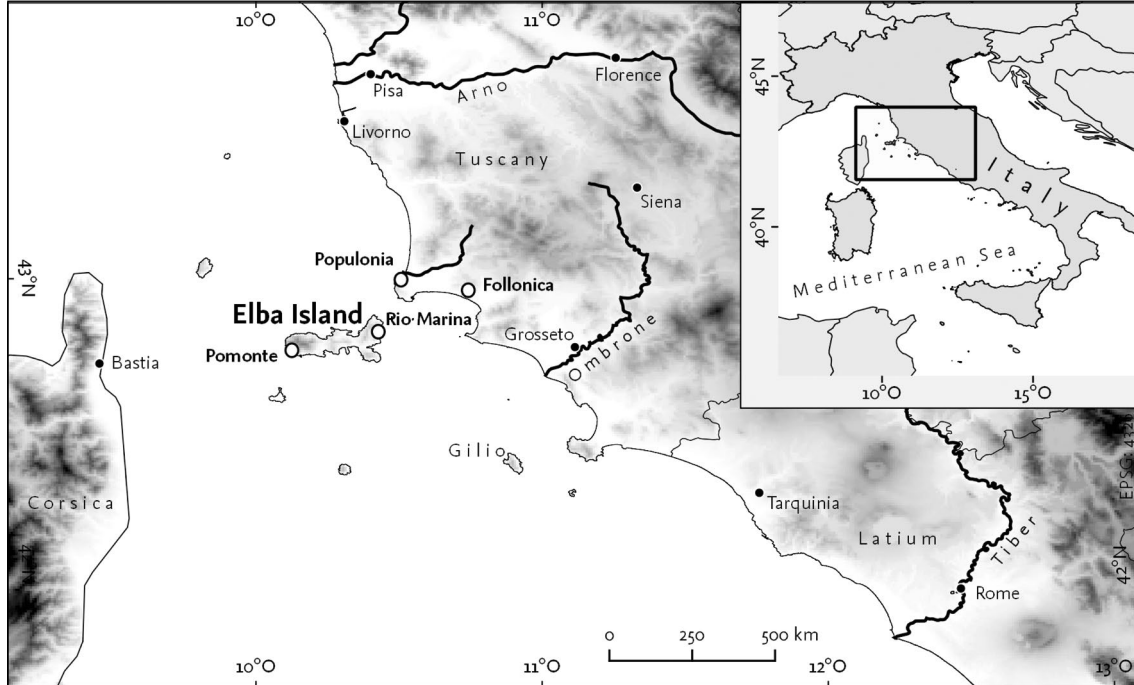 10°O
11°O
Florence
Pisa
Arno
Livorno
Tuscany
Siena
43°N
Populonia
Follonica
Elba Island
Rio Marina
Grosseto
Pomonte
Ombrone
Bastia
Gilio
Corsica
Tarquinia
Latium
Tiber
42°N
Rome
0 250 500 km
10°O
11°O
12°O
13°O
45°N
40°N
Italy
Mediterranean Sea
10°O
15°O